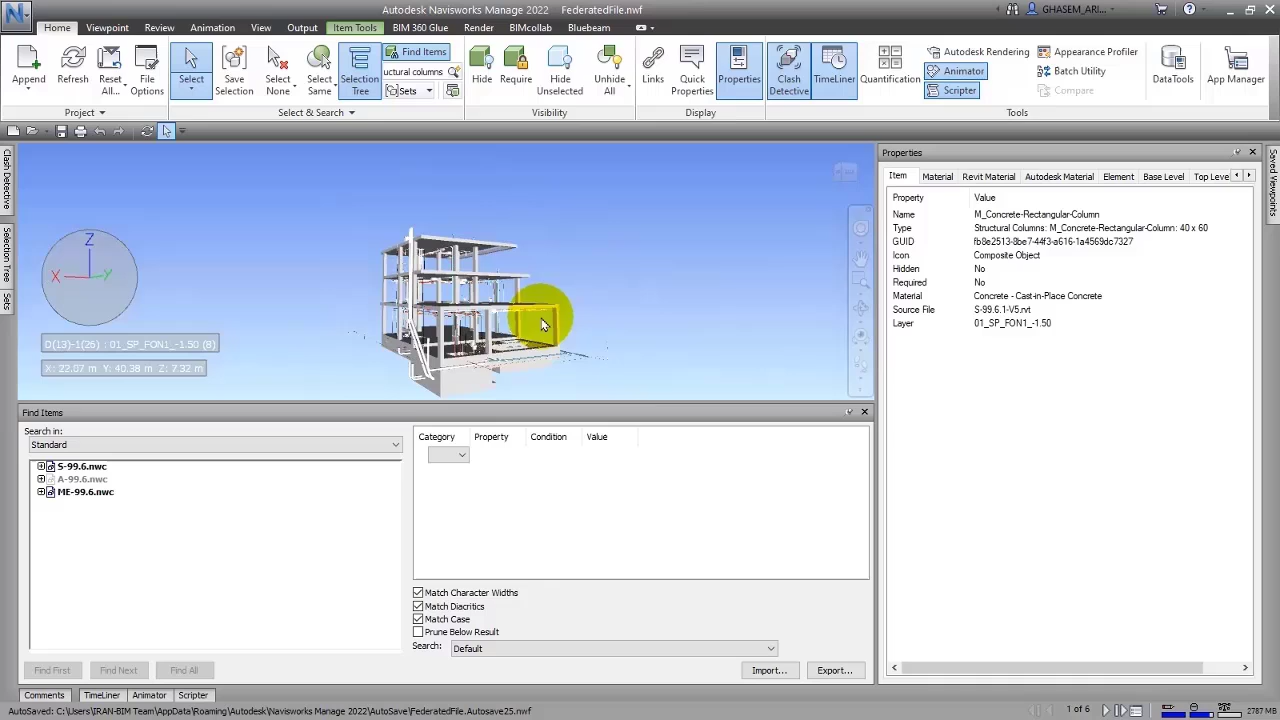 Autodesk Navisworks Manage 2022 FederatedFile.nwf
GHASEM_ARI...
Home Viewpoint Review Animation View Output Item Tools BIM 360 Glue Render BIMcollab Bluebeam
Append
Refresh
Reset All...
File Options
Select
Save Selection
Select None
Select Same
Selection Tree
Find Items
uctural columns
Sets
Hide
Require
Hide Unselected
Unhide All
Links
Quick Properties
Properties
Clash Detective
TimeLiner
Quantification
Autodesk Rendering
Animator
Scripter
Appearance Profiler
Batch Utility
Compare
DataTools
App Manager
Project
Select & Search
Visibility
Display
Tools
Clash Detective
Selection Tree
Sets
Z
X
Y
D(13)-1(26) : 01_SP_FON1_-1.50 (8)
X: 22.07 m Y: 40.38 m Z: 7.32 m
Properties
Item Material Revit Material Autodesk Material Element Base Level Top Leve
Property Value
Name M_Concrete-Rectangular-Column
Type Structural Columns: M_Concrete-Rectangular-Column: 40 x 60
GUID fb8e2513-8be7-44f3-a616-1a4569dc7327
Icon Composite Object
Hidden No
Required No
Material Concrete - Cast-in-Place Concrete
Source File S-99.6.1-V5.rvt
Layer 01_SP_FON1_-1.50
Saved Viewpoints
Find Items
Search in:
Standard
S-99.6.nwc
A-99.6.nwc
ME-99.6.nwc
Category Property Condition Value
Match Character Widths
Match Diacritics
Match Case
Prune Below Result
Search: Default
Find First Find Next Find All
Import... Export...
Comments TimeLiner Animator Scripter
AutoSaved: C:\Users\IRAN-BIM Team\AppData\Roaming\Autodesk\Navisworks Manage 2022\AutoSave\FederatedFile.Autosave25.nwf
1 of 6
2787 MB